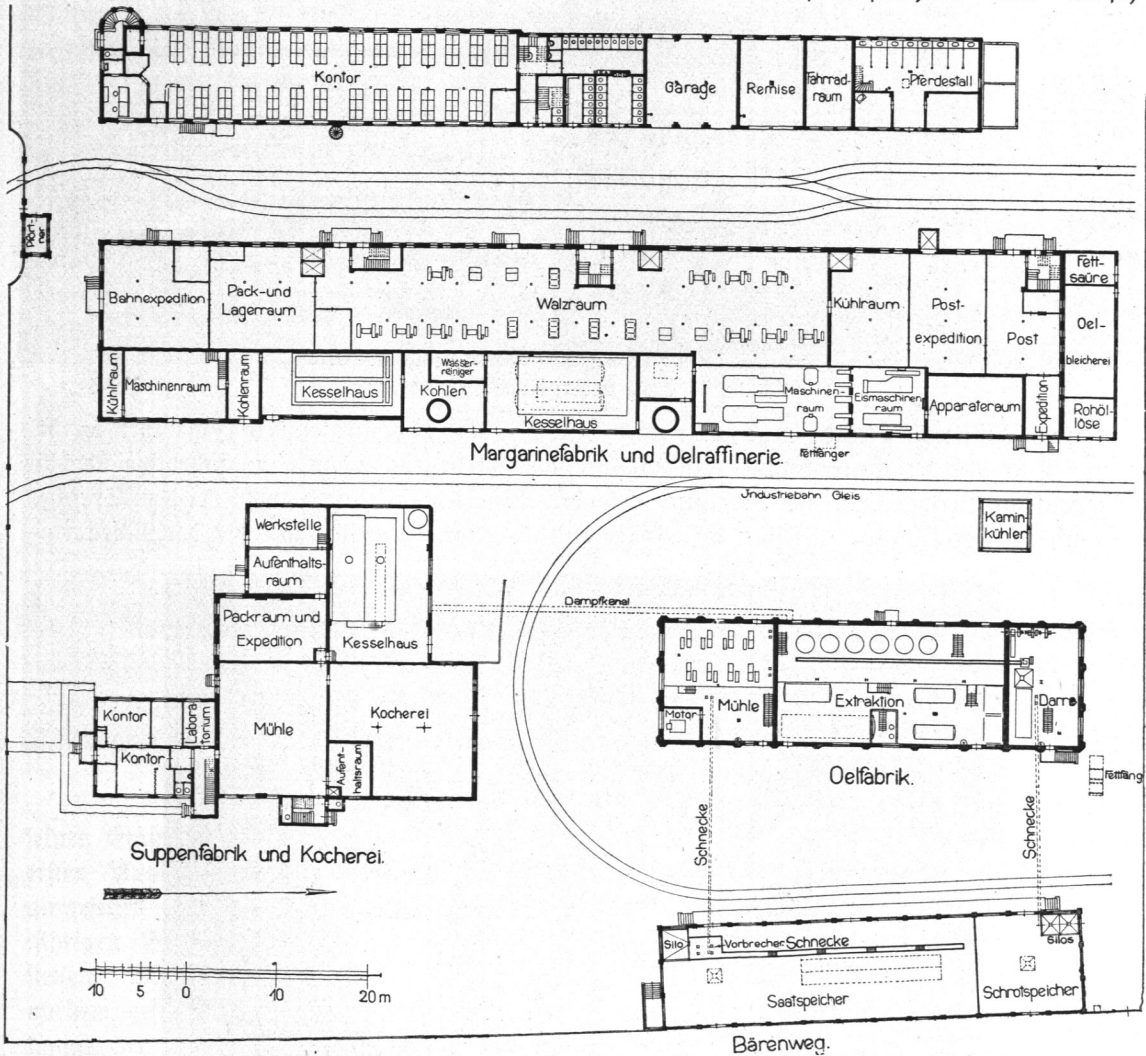 Kontor
Garage
Remise
Fahrrad-
raum
Pferdestall
Pört-
ner
Bahnexpedition
Pack-und
Lagerraum
Walzraum
Kühlraum
Post-
expedition
Post
Fett-
säure
Oel-
bleicherei
Kühlraum
Maschinenraum
Kohlenraum
Kesselhaus
Wasser-
reiniger
Kohlen
Kesselhaus
Maschinen-
raum
Eismaschinen
raum
Apparateraum
Expedition
Rohöl-
löse
Margarinefabrik und Oelraffinerie.
Fettfänger
Jndustriebahn Gleis
Kamin-
kühler
Werkstelle
Aufenthalts-
raum
Packraum und
Expedition
Kesselhaus
Dampfkanal
Kontor
Labora
torium
Kontor
Mühle
Kocherei
Aufent-
haltsraum
Motor
Mühle
Extraktion
Darre
Oelfabrik.
Fettfang
Schnecke
Schnecke
Suppenfabrik und Kocherei.
Silo
Vorbrecher Schnecke
Silos
Saatspeicher
Schrotspeicher
10 5 0 10 20 m
Bärenweg.